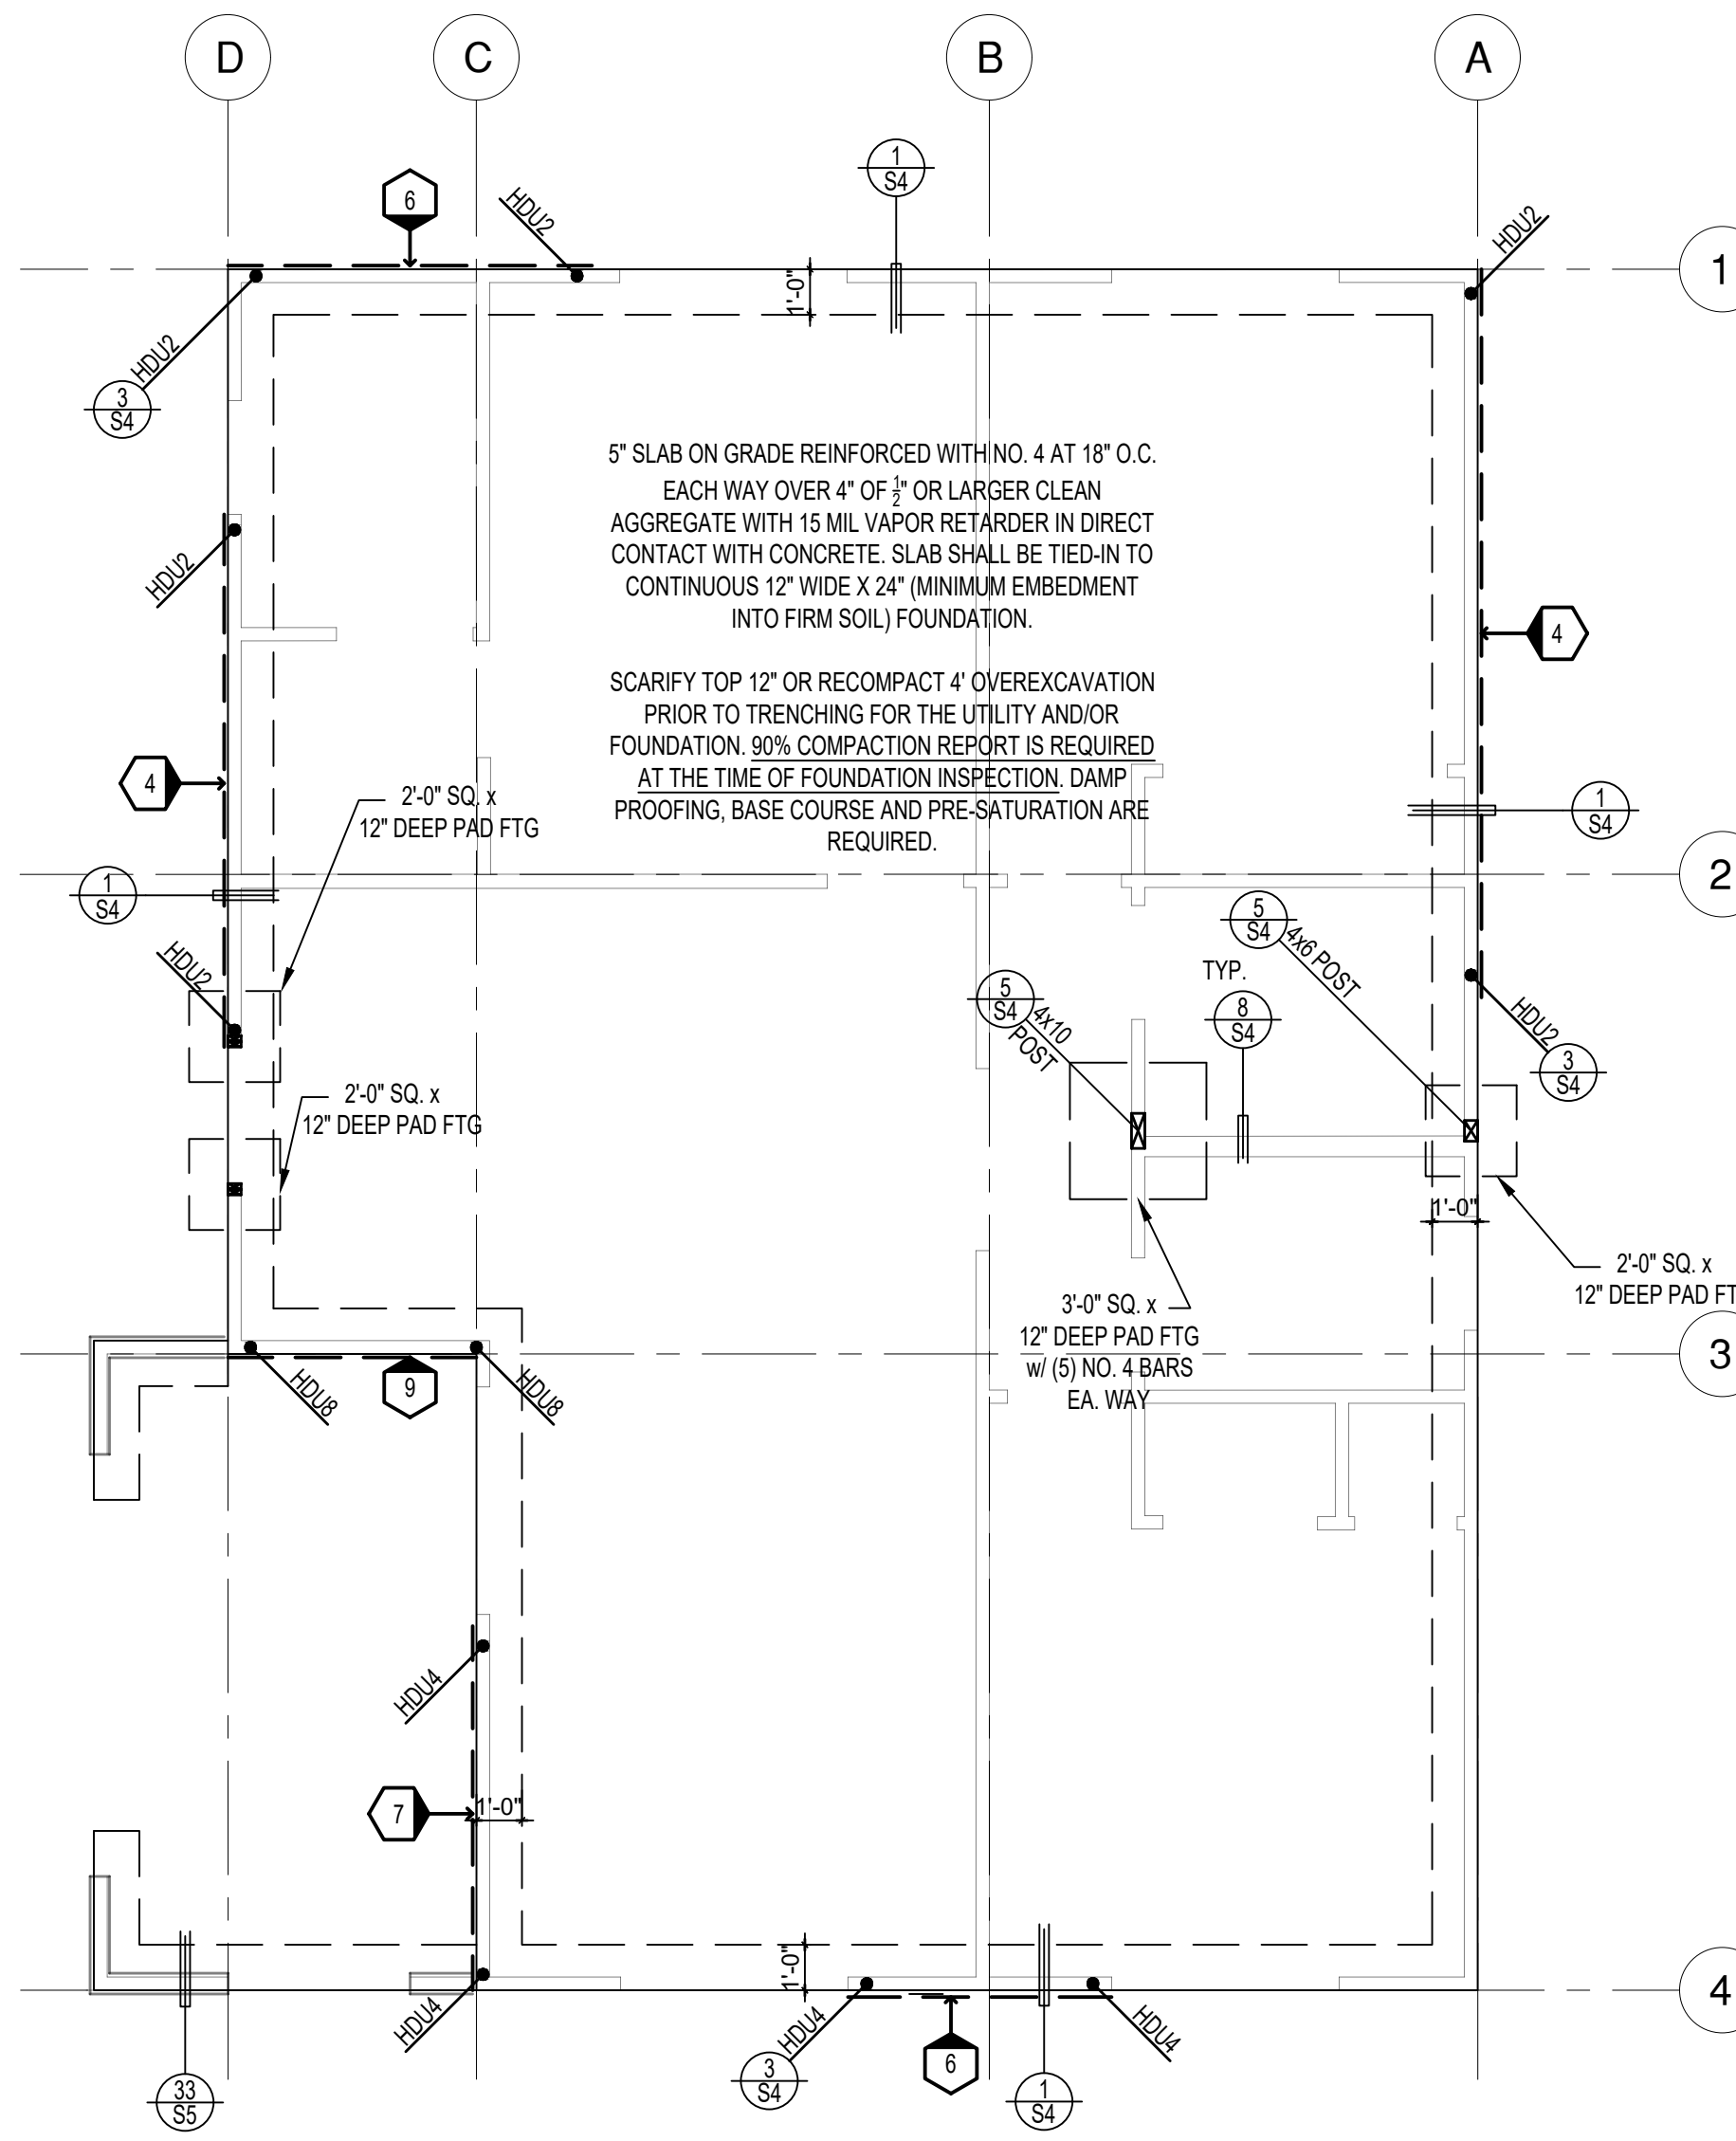 D
C
B
A
1
S4
6
HDU2
HDU2
1
1'-0"
HDU2
3
S4
5" SLAB ON GRADE REINFORCED WITH NO. 4 AT 18" O.C.
EACH WAY OVER 4" OF 1/2" OR LARGER CLEAN
AGGREGATE WITH 15 MIL VAPOR RETARDER IN DIRECT
CONTACT WITH CONCRETE. SLAB SHALL BE TIED-IN TO
CONTINUOUS 12" WIDE X 24" (MINIMUM EMBEDMENT
INTO FIRM SOIL) FOUNDATION.
HDU2
4
SCARIFY TOP 12" OR RECOMPACT 4' OVEREXCAVATION
PRIOR TO TRENCHING FOR THE UTILITY AND/OR
FOUNDATION. 90% COMPACTION REPORT IS REQUIRED
AT THE TIME OF FOUNDATION INSPECTION. DAMP
PROOFING, BASE COURSE AND PRE-SATURATION ARE
REQUIRED.
4
2'-0" SQ. x
12" DEEP PAD FTG
1
S4
2
1
S4
5
S4
4x6 POST
HDU2
TYP.
5
S4
4x10
POST
8
S4
HDU2
3
S4
2'-0" SQ. x
12" DEEP PAD FTG
1'-0"
2'-0" SQ. x
12" DEEP PAD FT
3'-0" SQ. x
12" DEEP PAD FTG
w/ (5) NO. 4 BARS
EA. WAY
3
9
HDU8
HDU8
HDU4
7
1'-0"
1'-0"
4
HDU4
HDU4
HDU4
3
S4
6
33
S5
1
S4